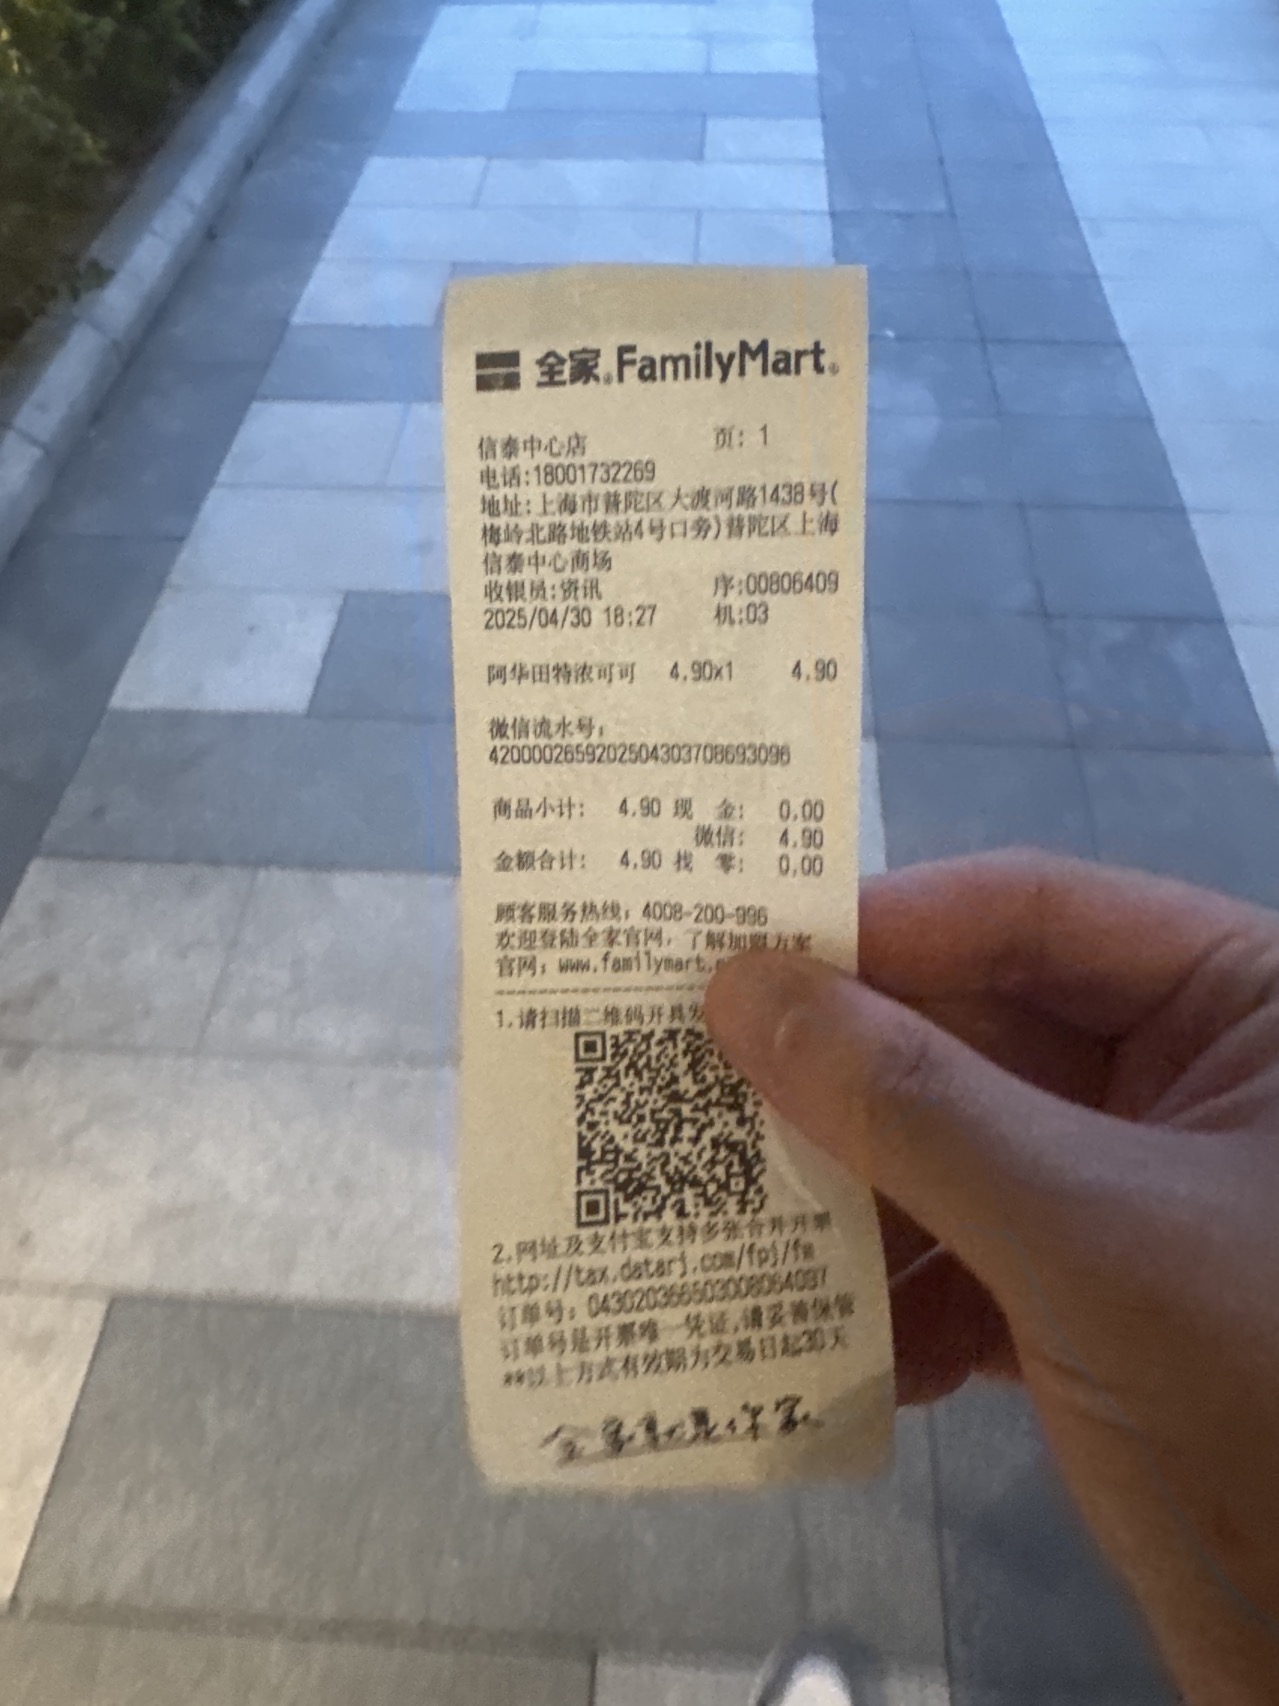 全家 FamilyMart
信泰中心店 页: 1
电话:18001732269
地址:上海市普陀区大渡河路1438号(
梅岭北路地铁站4号口旁)普陀区上海
信泰中心商场
收银员:资讯 序:00806409
2025/04/30 18:27 机:03
阿华田特浓可可 4.90x1 4.90
微信流水号:
4200002659202504303708693096
商品小计: 4.90 现 金: 0.00
微信: 4.90
金额合计: 4.90 找 零: 0.00
顾客服务热线: 4008-200-996
欢迎登陆全家官网,了解加盟方案
官网: www.familymart.
1.请扫描二维码开具发
2.网址及支付宝支持多张合并开票
http://tax.datarj.com/fpj/fm
订单号:
订单号是开票唯一凭证,请妥善保管
**以上方式有效期为交易日起30天